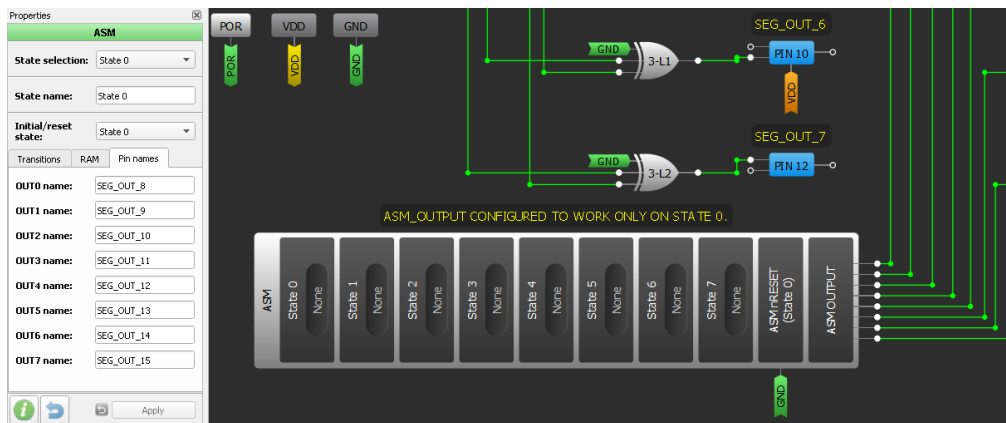 Properties
ASM
State selection: State 0
State name: State 0
Initial/reset state: State 0
Transitions RAM Pin names
OUT0 name: SEG_OUT_8
OUT1 name: SEG_OUT_9
OUT2 name: SEG_OUT_10
OUT3 name: SEG_OUT_11
OUT4 name: SEG_OUT_12
OUT5 name: SEG_OUT_13
OUT6 name: SEG_OUT_14
OUT7 name: SEG_OUT_15
Apply
POR VDD GND
POR VDD GND
SEG_OUT_6
GND
3-L1
PIN 10
VDD
SEG_OUT_7
GND
3-L2
PIN 12
ASM_OUTPUT CONFIGURED TO WORK ONLY ON STATE 0.
ASM
State 0 None
State 1 None
State 2 None
State 3 None
State 4 None
State 5 None
State 6 None
State 7 None
ASM nRESET
(State 0)
ASM OUTPUT
GND